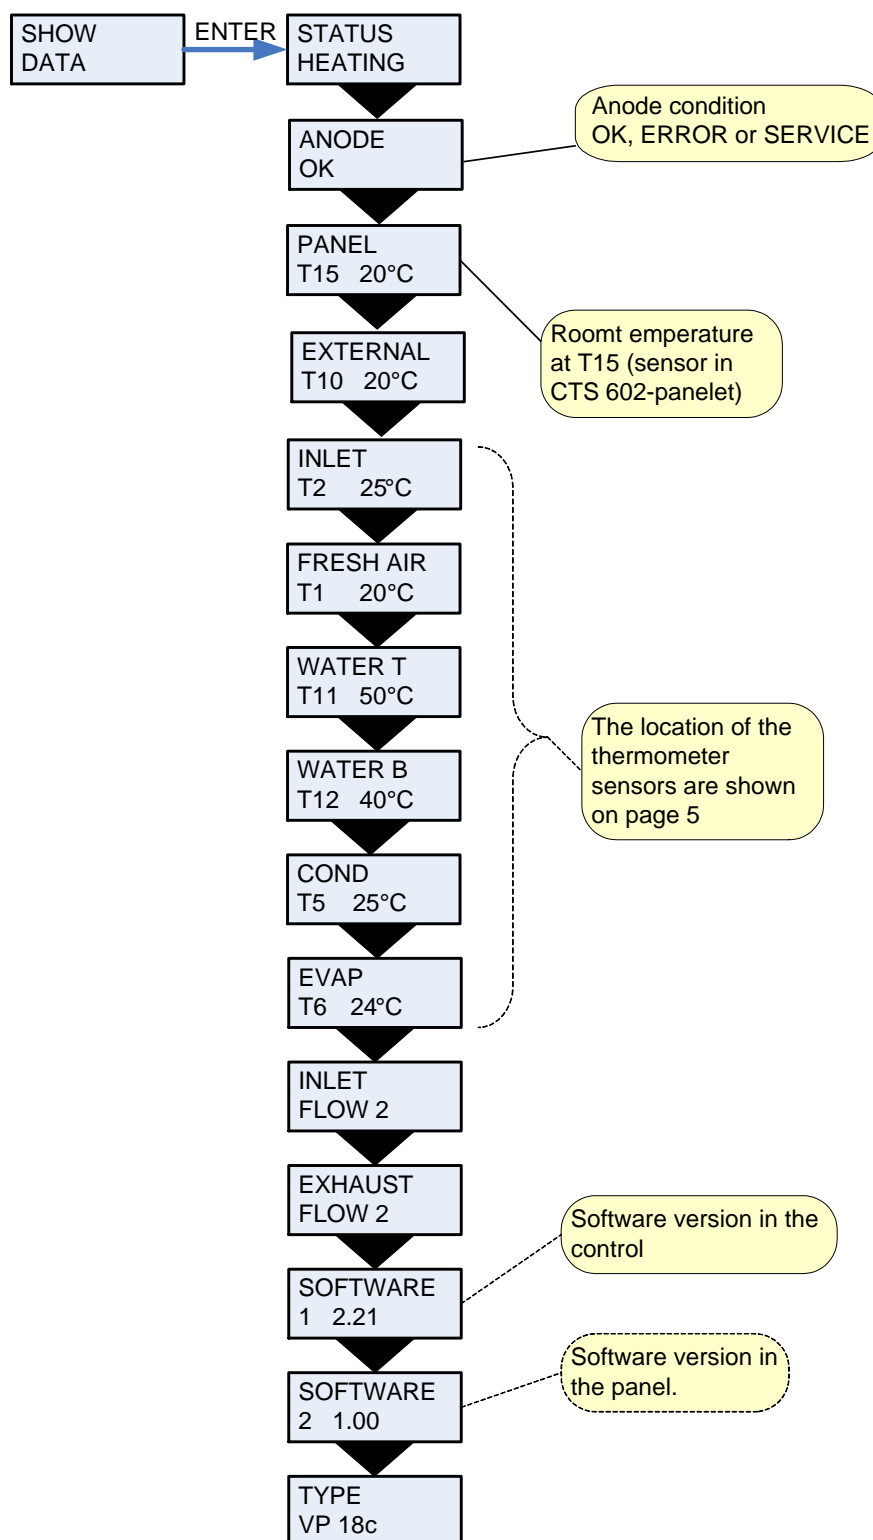 SHOW
DATA
ENTER
STATUS
HEATING
ANODE
OK
Anode condition
OK, ERROR or SERVICE
PANEL
T15 20°C
Roomt emperature
at T15 (sensor in
CTS 602-panelet)
EXTERNAL
T10 20°C
INLET
T2 25°C
FRESH AIR
T1 20°C
WATER T
T11 50°C
WATER B
T12 40°C
The location of the
thermometer
sensors are shown
on page 5
COND
T5 25°C
EVAP
T6 24°C
INLET
FLOW 2
EXHAUST
FLOW 2
SOFTWARE
1 2.21
Software version in the
control
SOFTWARE
2 1.00
Software version in
the panel.
TYPE
VP 18c